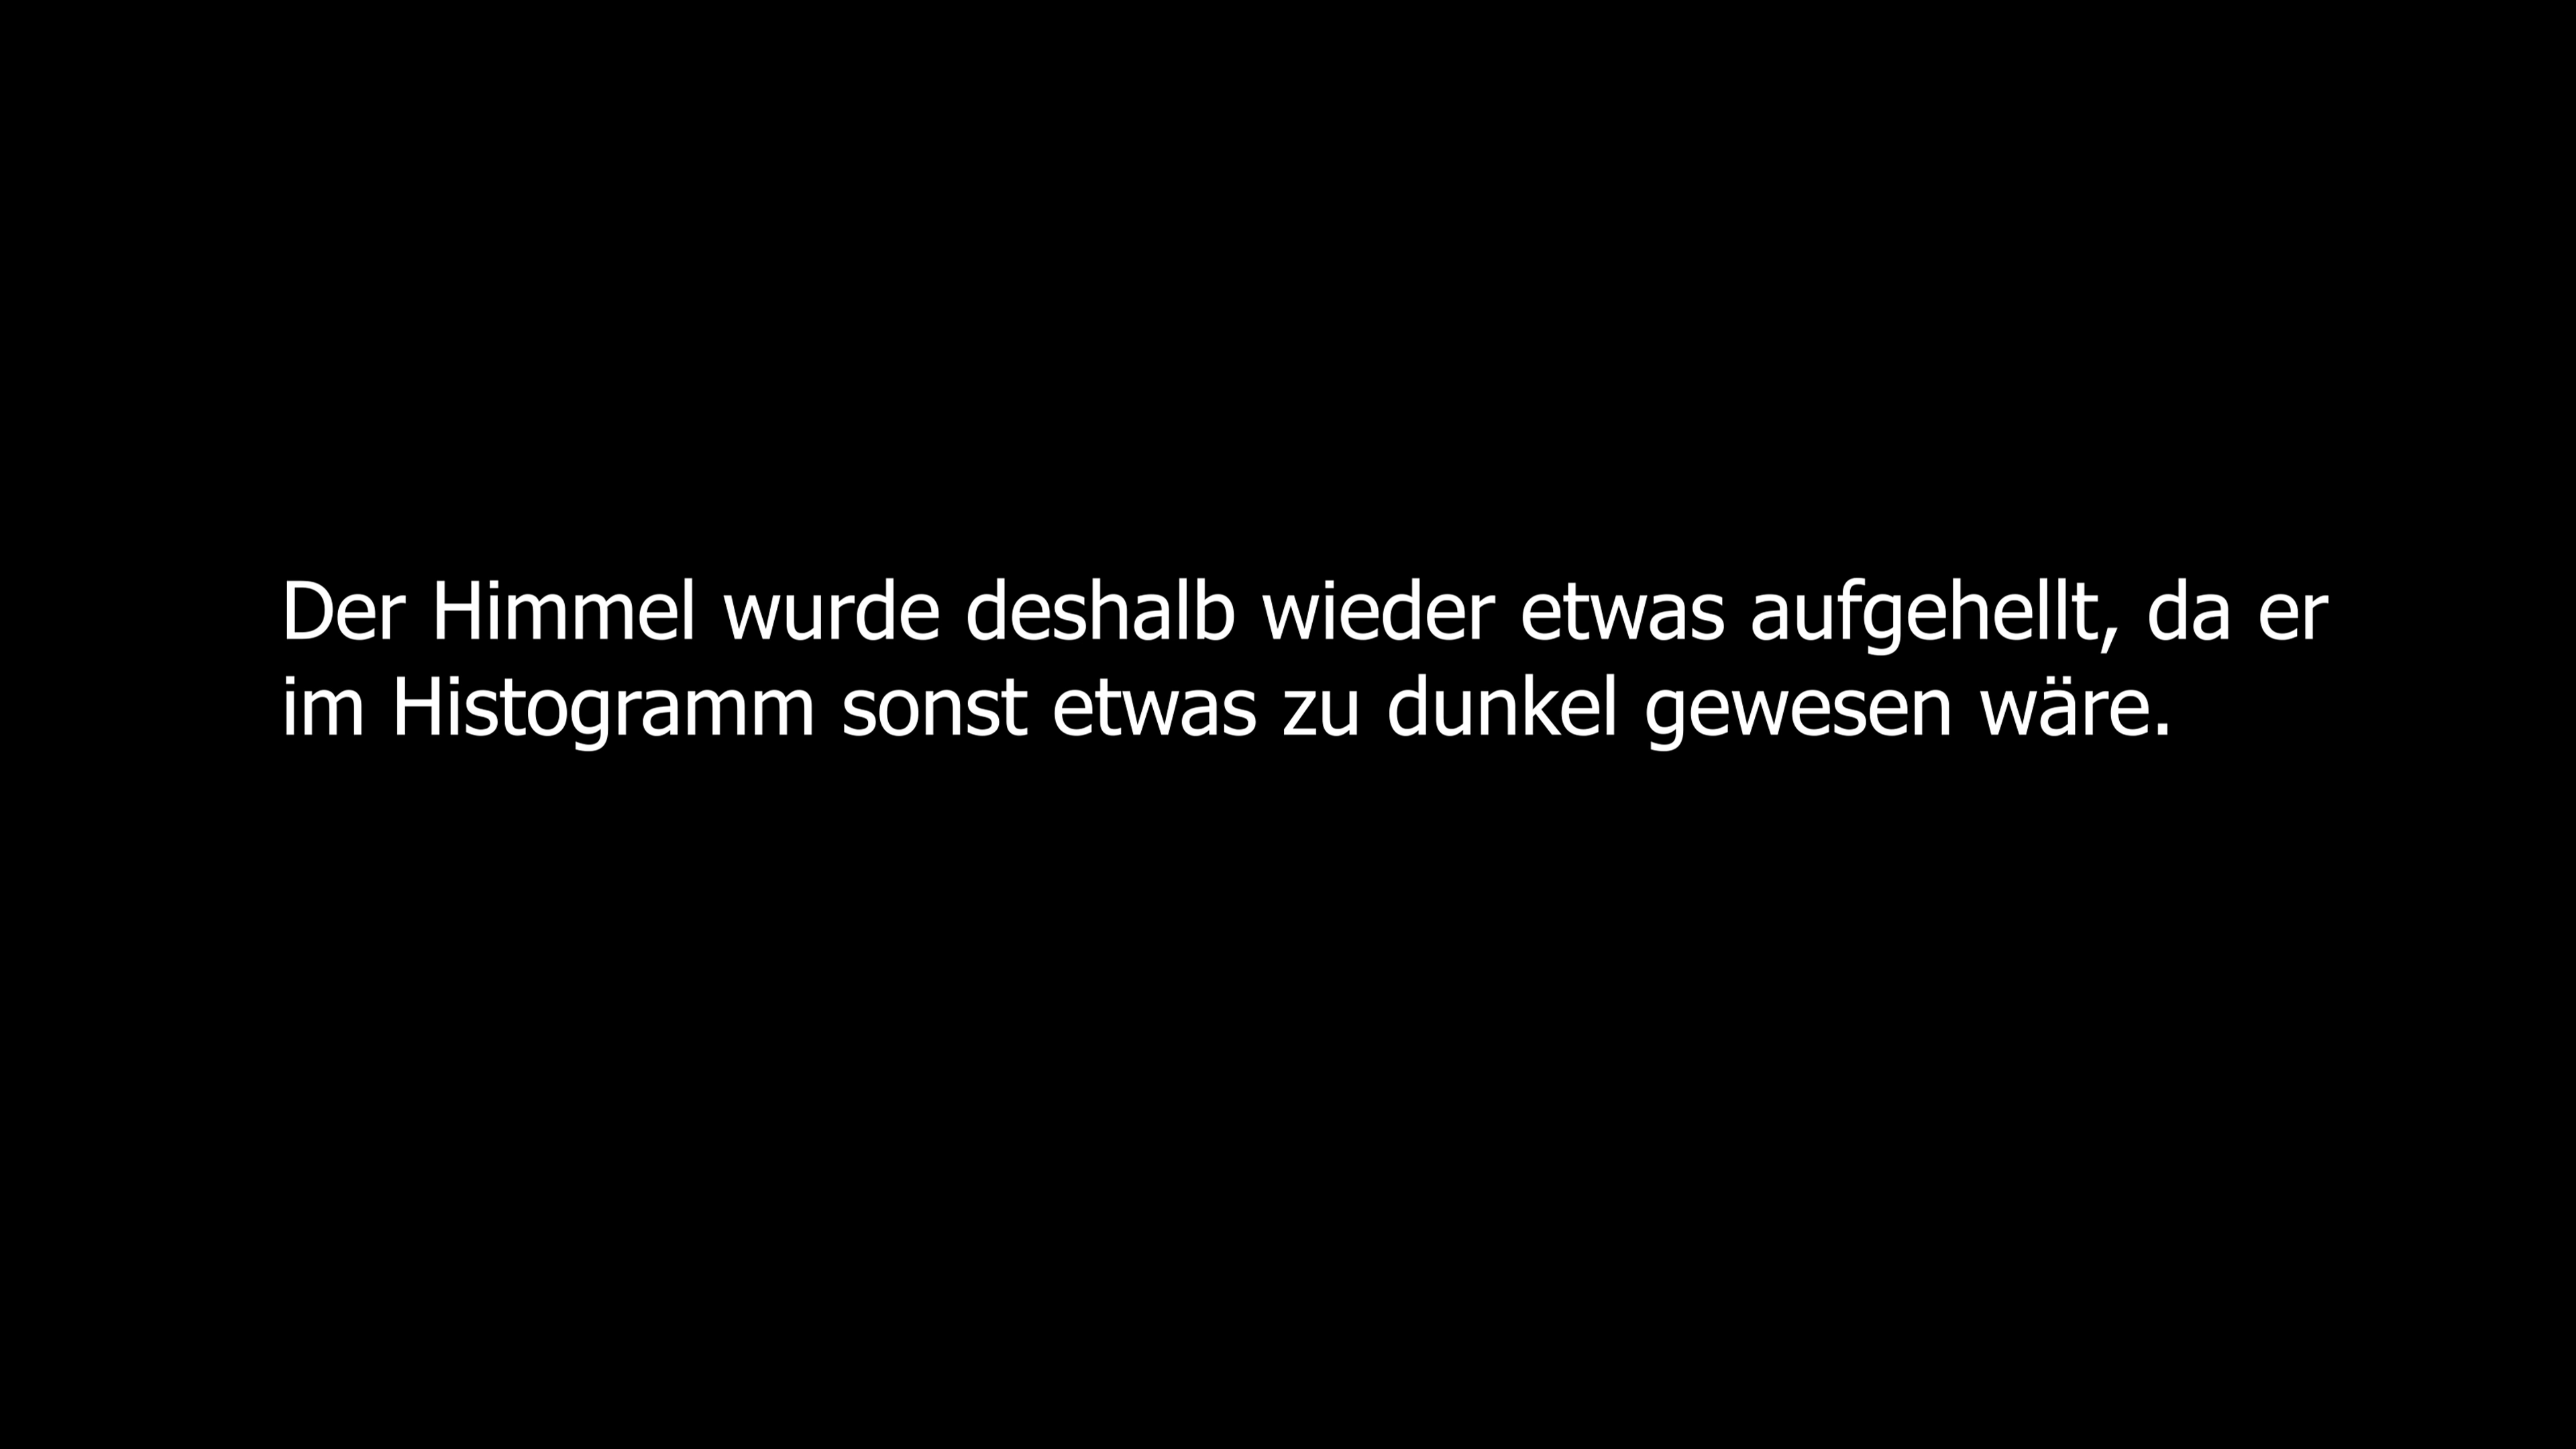 Der Himmel wurde deshalb wieder etwas aufgehellt, da er
im Histogramm sonst etwas zu dunkel gewesen wäre.